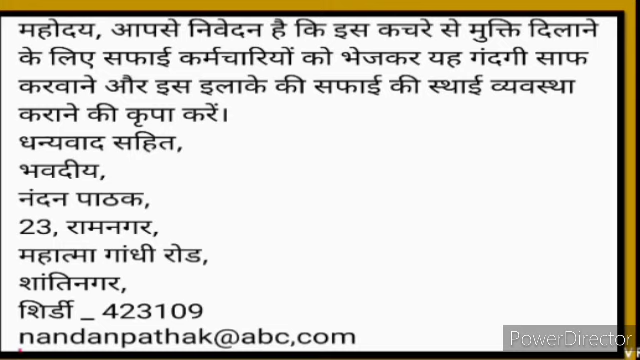 महोदय, आपसे निवेदन है कि इस कचरे से मुक्ति दिलाने
के लिए सफाई कर्मचारियों को भेजकर यह गंदगी साफ
करवाने और इस इलाके की सफाई की स्थाई व्यवस्था
कराने की कृपा करें।
धन्यवाद सहित,
भवदीय,
नंदन पाठक,
23, रामनगर,
महात्मा गांधी रोड,
शांतिनगर,
शिर्डी _ 423109
nandanpathak@abc,com
PowerDirector